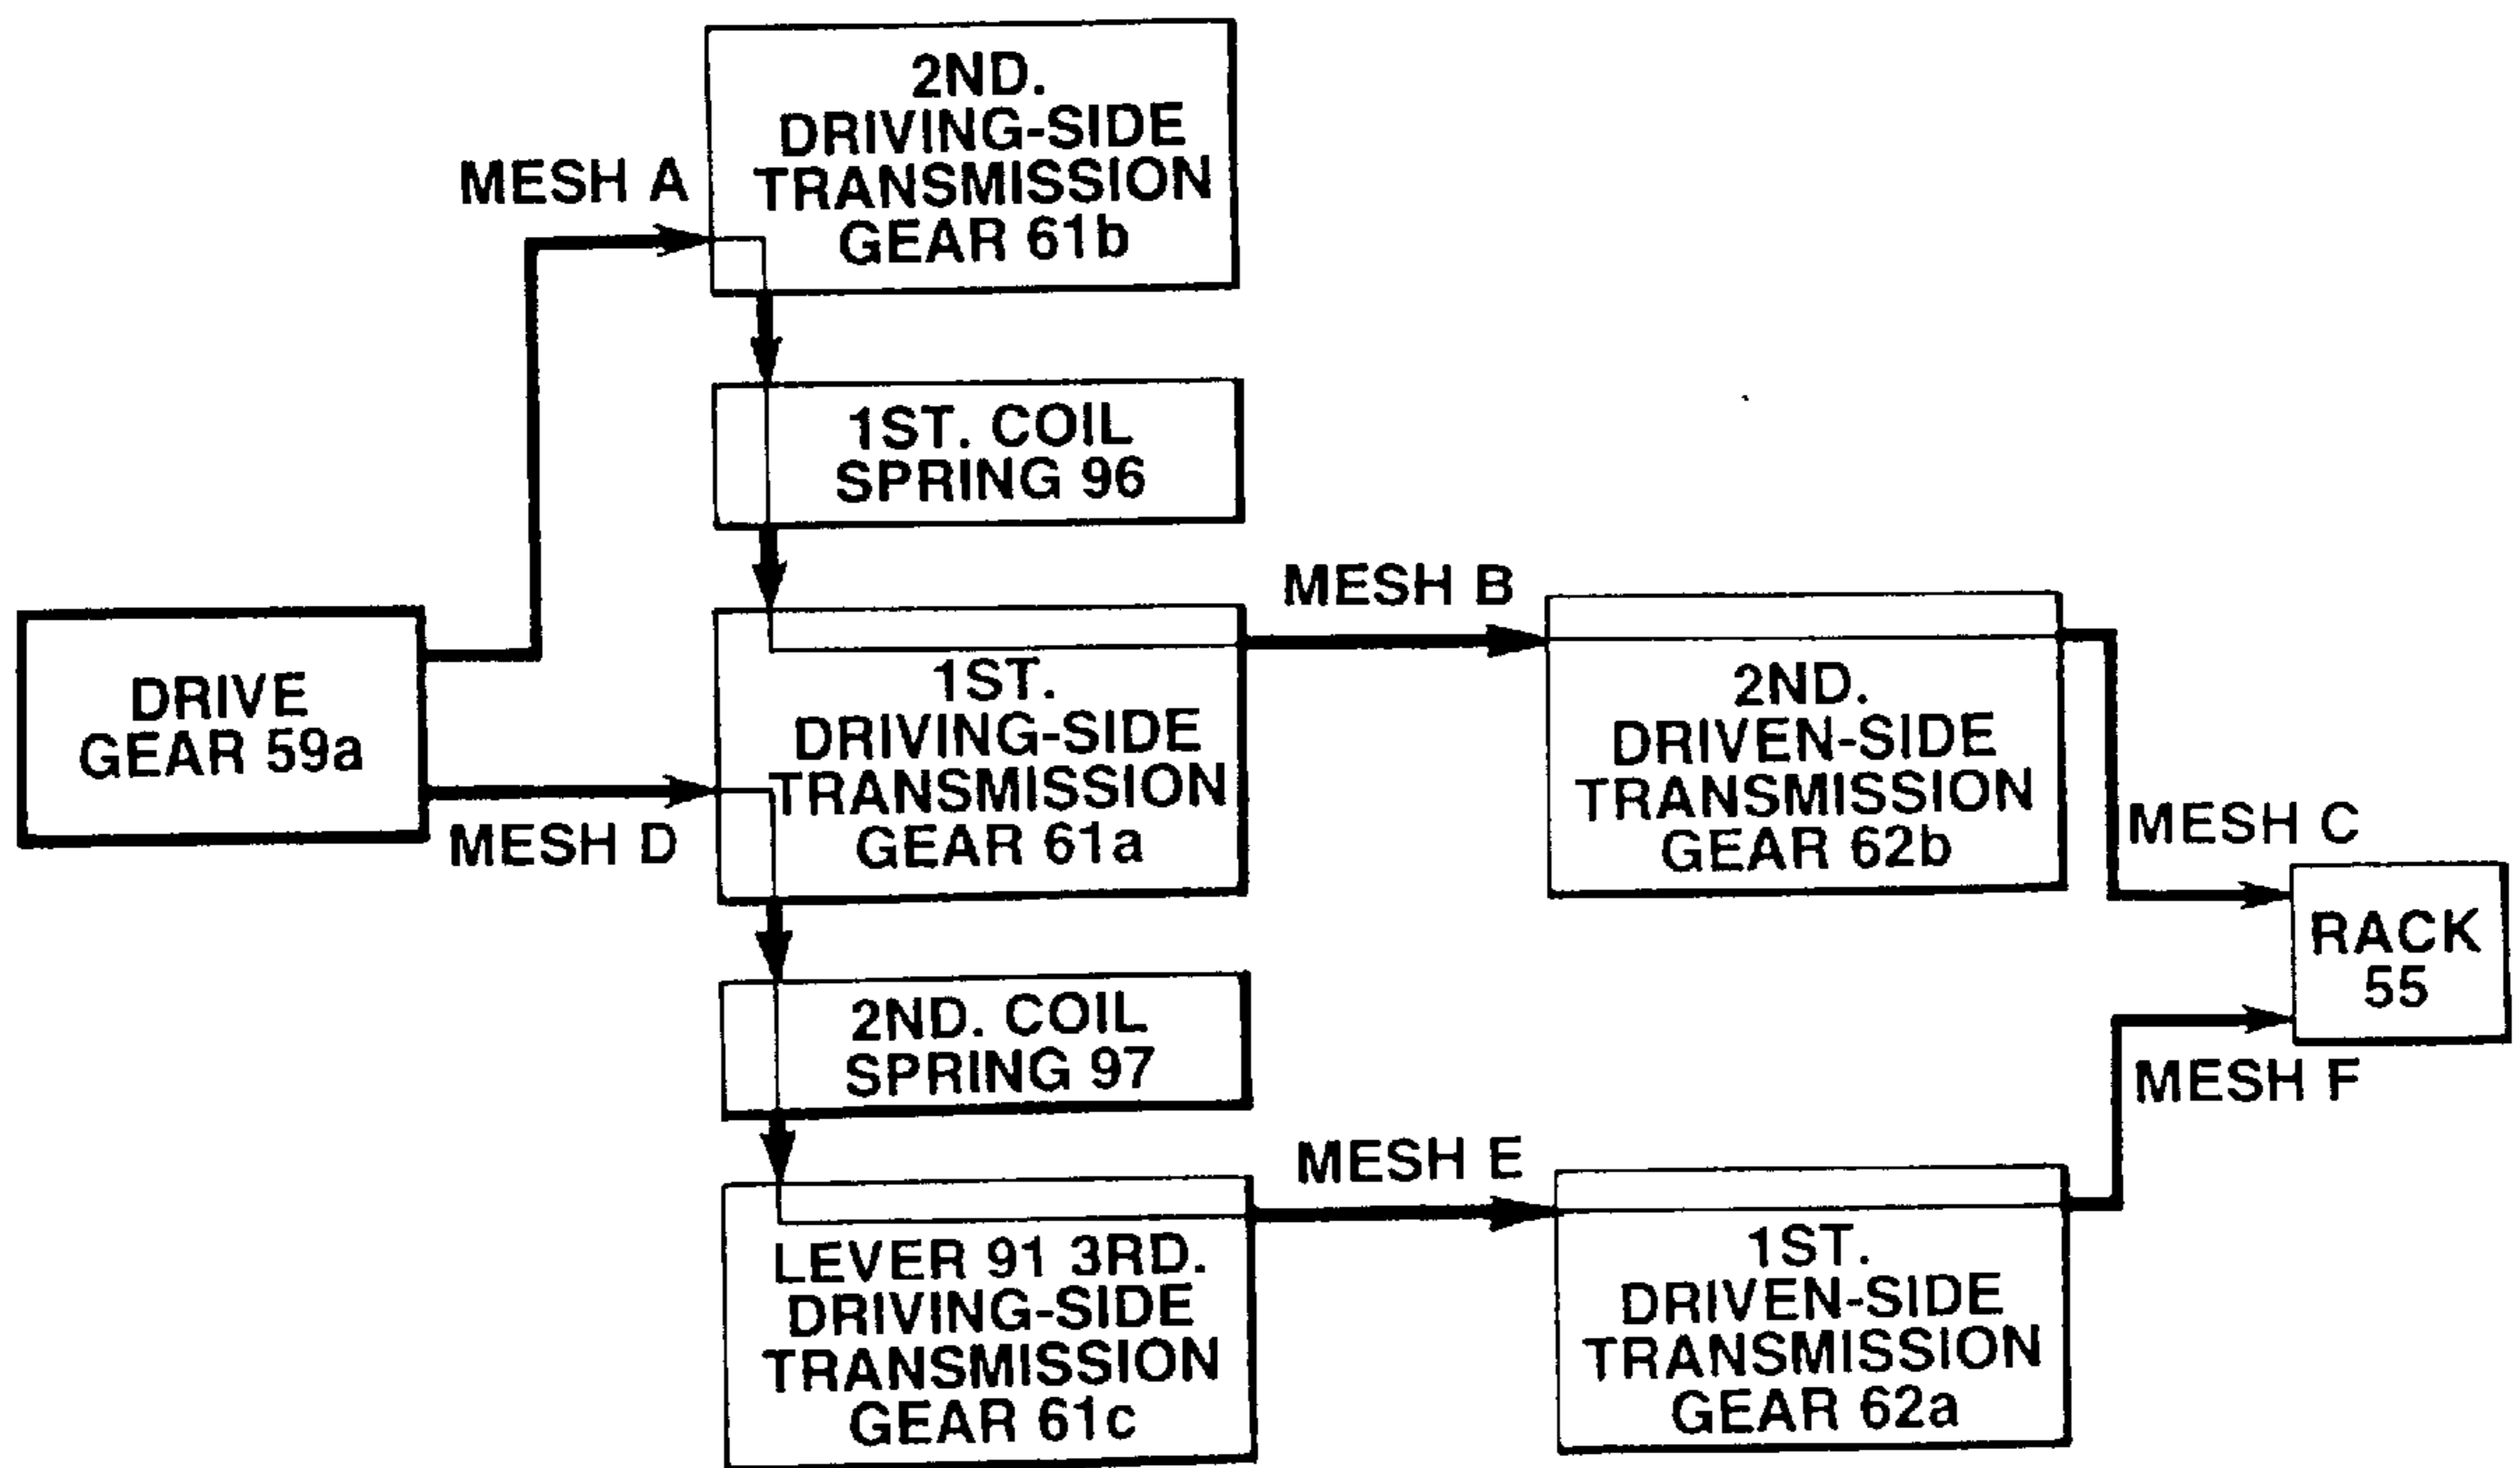 2ND.
DRIVING-SIDE
TRANSMISSION
GEAR 61b
MESH A
1ST. COIL
SPRING 96
MESH B
DRIVE
GEAR 59a
1ST.
DRIVING-SIDE
TRANSMISSION
GEAR 61a
2ND.
DRIVEN-SIDE
TRANSMISSION
GEAR 62b
MESH D
MESH C
RACK
55
2ND. COIL
SPRING 97
MESH F
MESH E
LEVER 91 3RD.
DRIVING-SIDE
TRANSMISSION
GEAR 61c
1ST.
DRIVEN-SIDE
TRANSMISSION
GEAR 62a